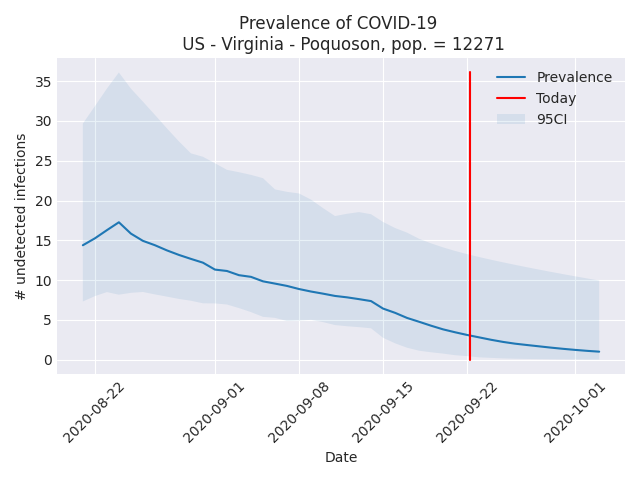 Prevalence of COVID-19
US - Virginia - Poquoson, pop. = 12271
# undetected infections
35
30
25
20
15
10
5
0
Prevalence
Today
95CI
2020-08-22
2020-09-01
2020-09-08
2020-09-15
2020-09-22
2020-10-01
Date